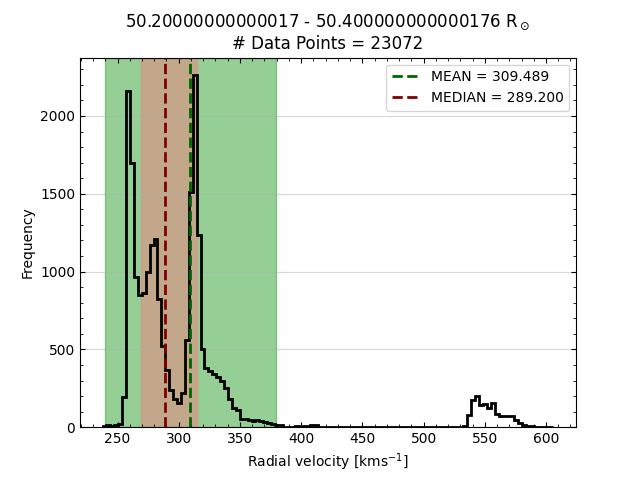 50.20000000000017 - 50.400000000000176 R⊙
# Data Points = 23072
MEAN = 309.489
MEDIAN = 289.200
Frequency
2000
1500
1000
500
0
250 300 350 400 450 500 550 600
Radial velocity [kms⁻¹]